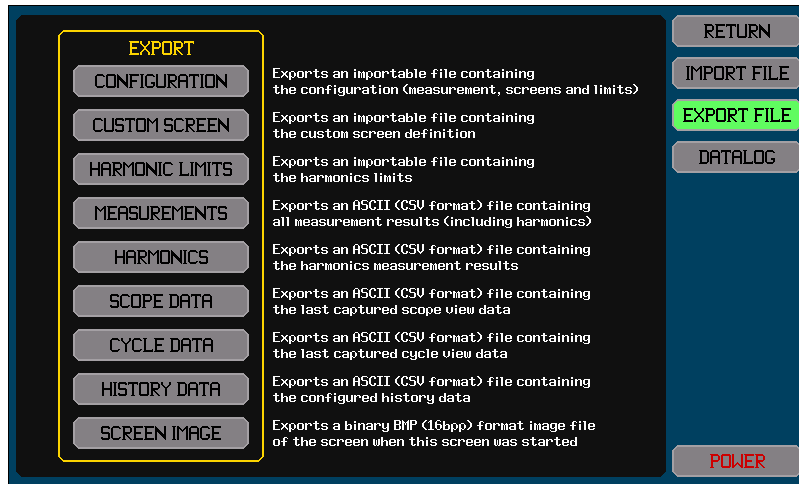 EXPORT
CONFIGURATION
Exports an importable file containing
the configuration (measurement, screens and limits)
CUSTOM SCREEN
Exports an importable file containing
the custom screen definition
HARMONIC LIMITS
Exports an importable file containing
the harmonics limits
MEASUREMENTS
Exports an ASCII (CSV format) file containing
all measurement results (including harmonics)
HARMONICS
Exports an ASCII (CSV format) file containing
the harmonics measurement results
SCOPE DATA
Exports an ASCII (CSV format) file containing
the last captured scope view data
CYCLE DATA
Exports an ASCII (CSV format) file containing
the last captured cycle view data
HISTORY DATA
Exports an ASCII (CSV format) file containing
the configured history data
SCREEN IMAGE
Exports a binary BMP (16bpp) format image file
of the screen when this screen was started
RETURN
IMPORT FILE
EXPORT FILE
DATALOG
POWER